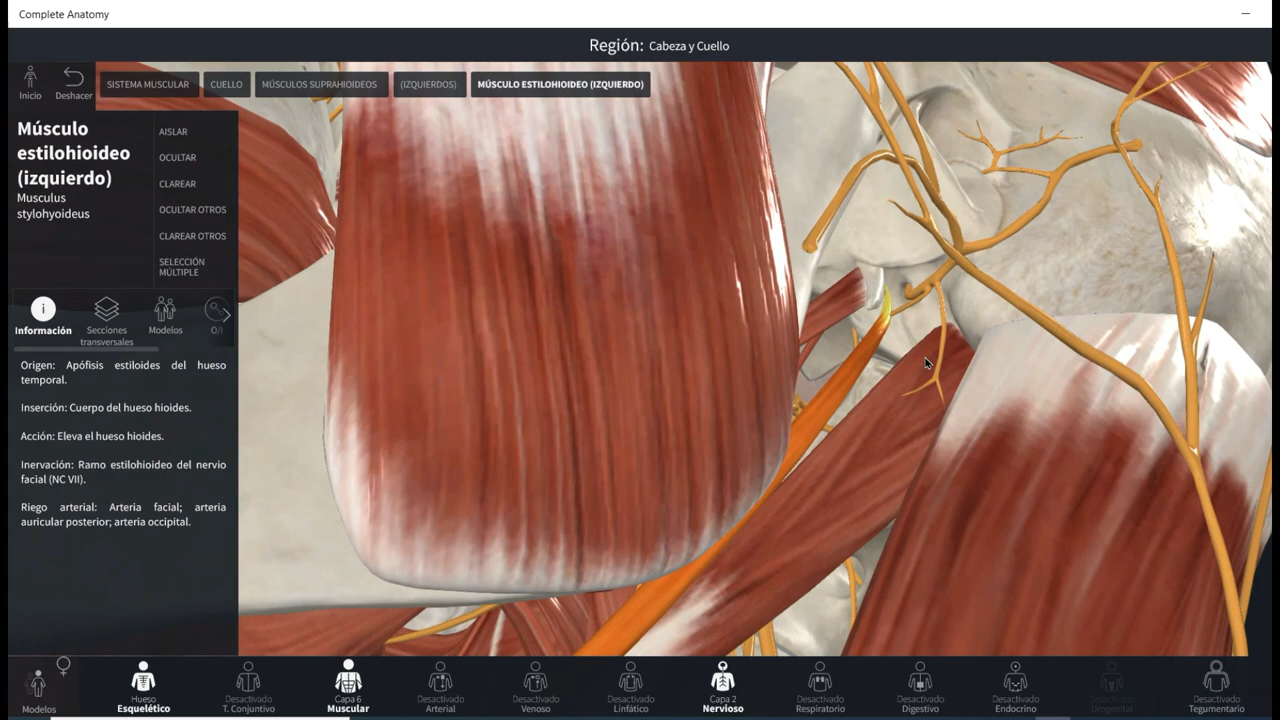 Complete Anatomy
Región: Cabeza y Cuello
Inicio
Deshacer
SISTEMA MUSCULAR
CUELLO
MÚSCULOS SUPRAHIOIDEOS
(IZQUIERDOS)
MÚSCULO ESTILOHIOIDEO (IZQUIERDO)
Músculo
estilohioideo
(izquierdo)
Musculus
stylohyoideus
AISLAR
OCULTAR
CLAREAR
OCULTAR OTROS
CLAREAR OTROS
SELECCIÓN
MÚLTIPLE
Información
Secciones
transversales
Modelos
O/I
Origen: Apófisis estiloides del hueso
temporal.
Inserción: Cuerpo del hueso hioides.
Acción: Eleva el hueso hioides.
Inervación: Ramo estilohioideo del nervio
facial (NC VII).
Riego arterial: Arteria facial; arteria
auricular posterior; arteria occipital.
Modelos
Hueso
Esquelético
Desactivado
T. Conjuntivo
Capa 6
Muscular
Desactivado
Arterial
Desactivado
Venoso
Desactivado
Linfático
Capa 2
Nervioso
Desactivado
Respiratorio
Desactivado
Digestivo
Desactivado
Endocrino
Desactivado
Urogenital
Desactivado
Tegumentario